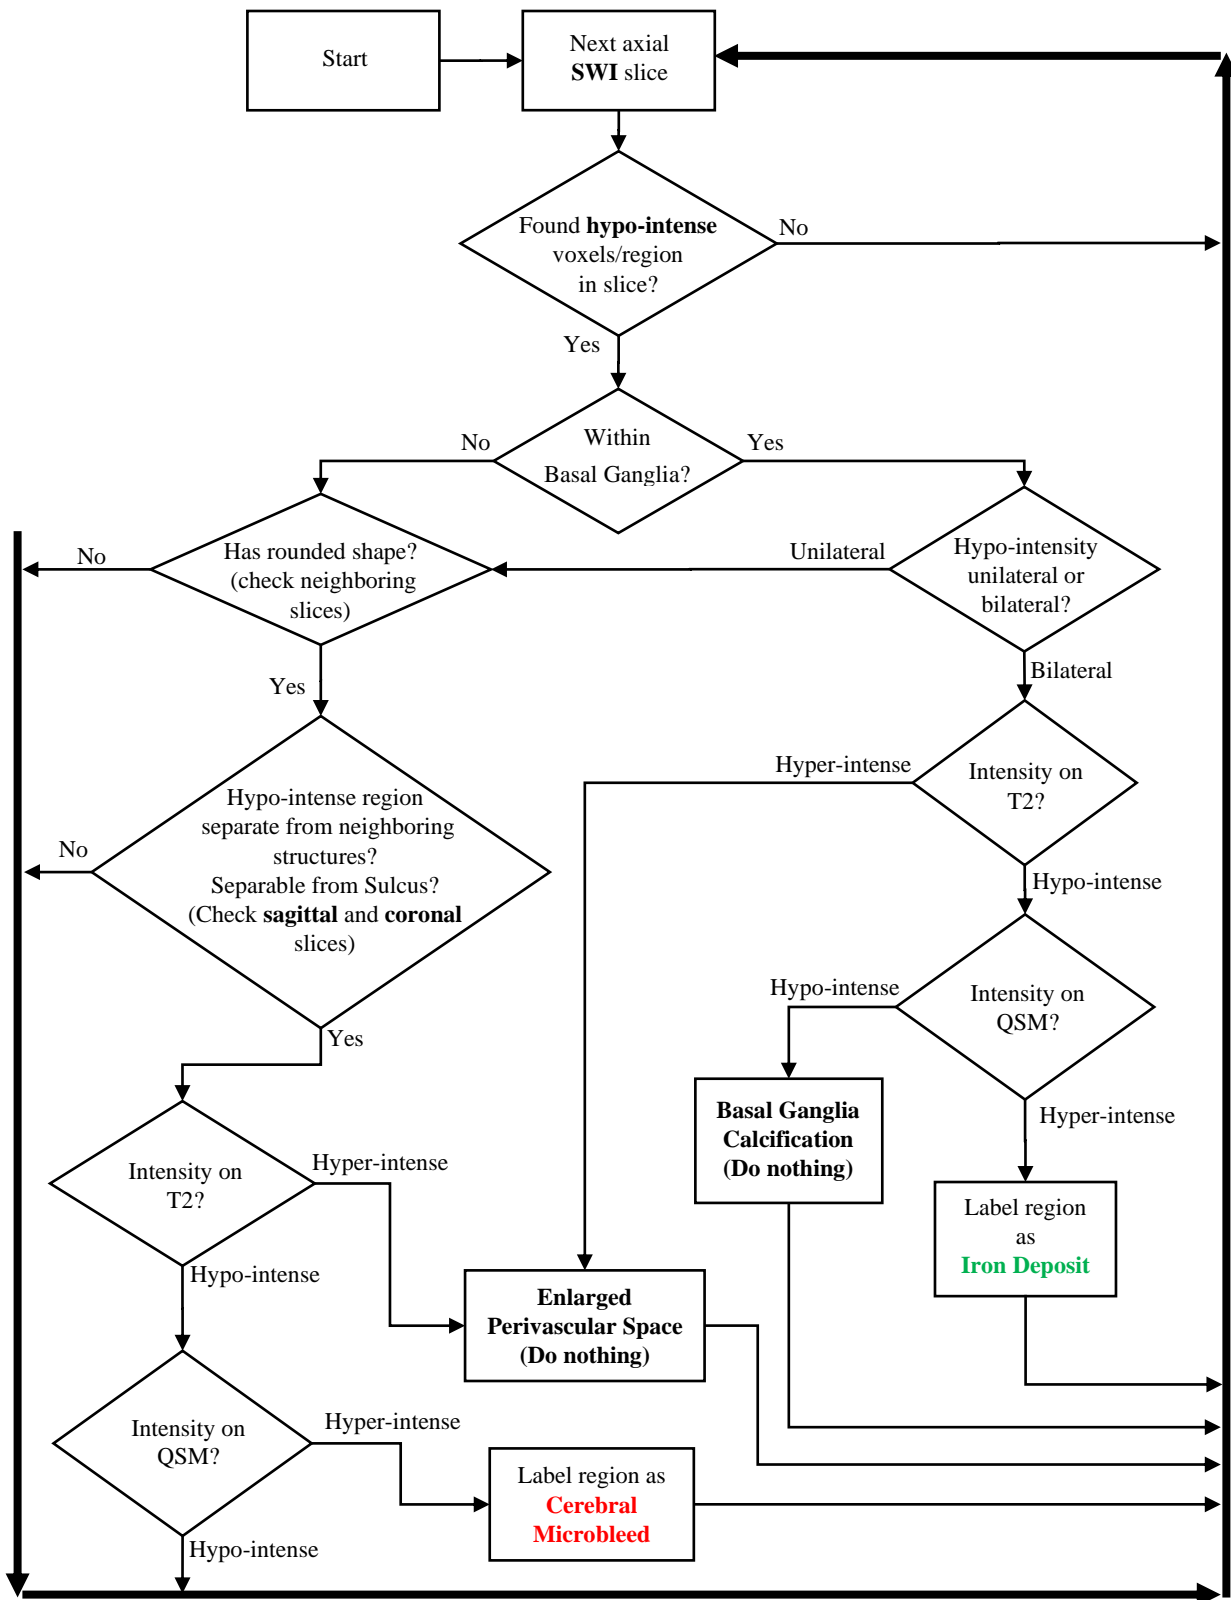 Start
Next axial
SWI slice
Found hypo-intense
voxels/region
in slice?
No
Yes
Within
Basal Ganglia?
No
Yes
Has rounded shape?
(check neighboring
slices)
No
Unilateral
Hypo-intensity
unilateral or
bilateral?
Yes
Bilateral
Hyper-intense
Intensity on
T2?
Hypo-intense region
separate from neighboring
structures?
Separable from Sulcus?
(Check sagittal and coronal
slices)
No
Hypo-intense
Hypo-intense
Intensity on
QSM?
Yes
Basal Ganglia
Calcification
(Do nothing)
Hyper-intense
Intensity on
T2?
Hyper-intense
Label region
as
Iron Deposit
Hypo-intense
Enlarged
Perivascular Space
(Do nothing)
Intensity on
QSM?
Hyper-intense
Label region as
Cerebral
Microbleed
Hypo-intense